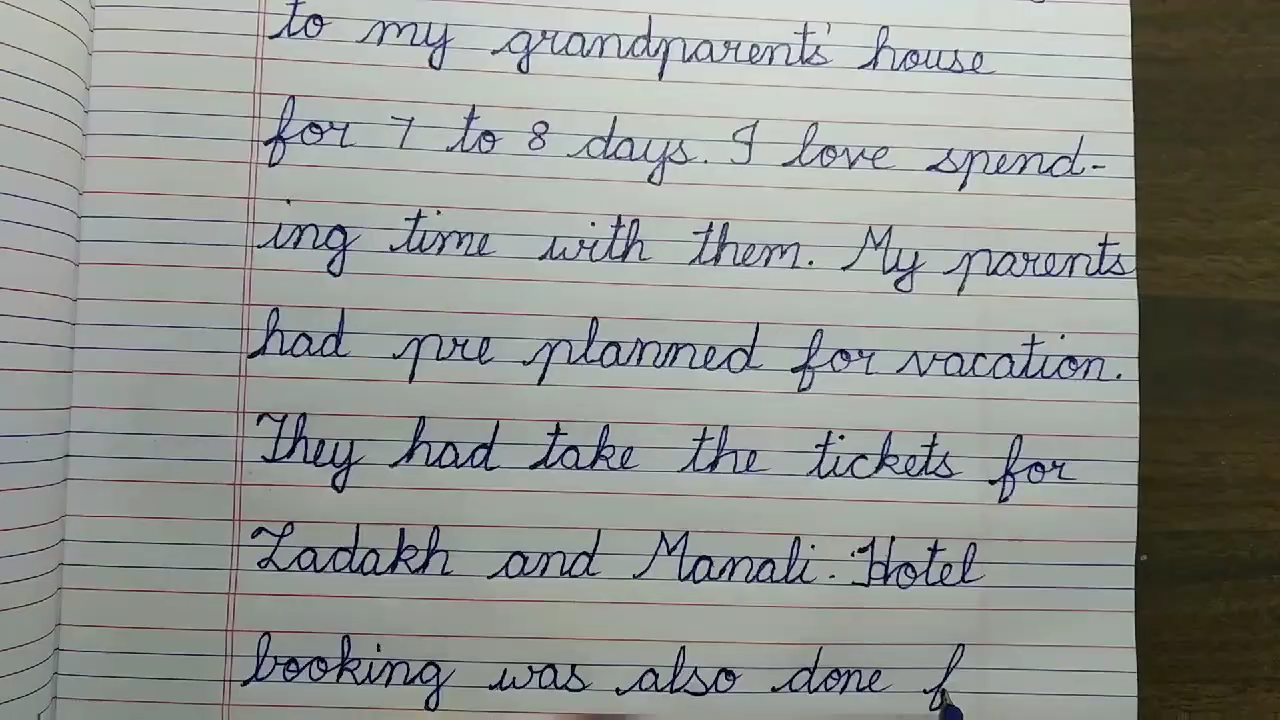 to my grandparents' house
for 7 to 8 days. I love spend-
ing time with them. My parents
had pre planned for vacation.
They had take the tickets for
Ladakh and Manali. Hotel
booking was also done